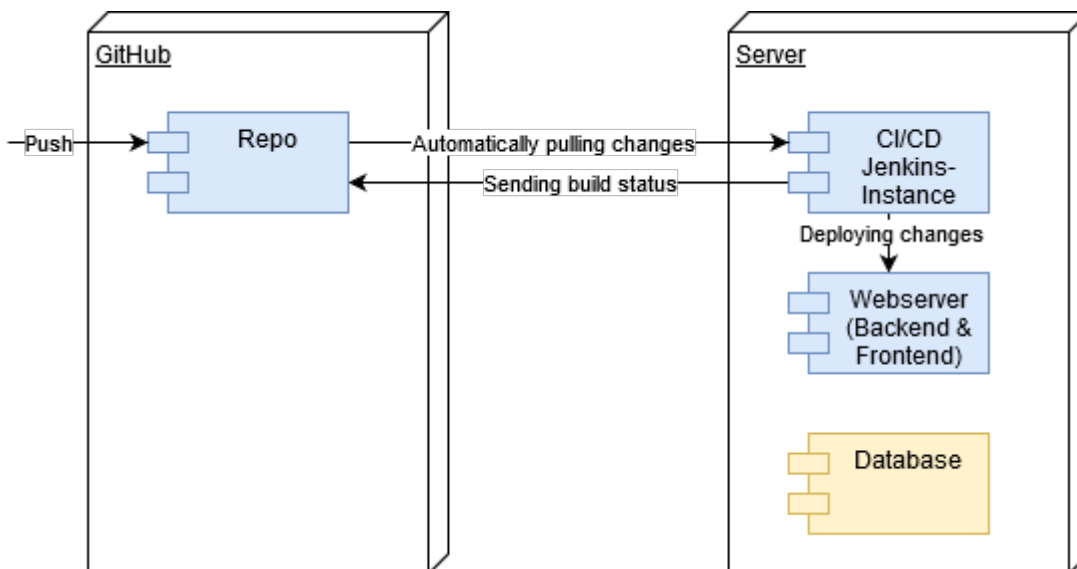 GitHub
Server
Push
Repo
Automatically pulling changes
Sending build status
CI/CD
Jenkins-
Instance
Deploying changes
Webserver
(Backend &
Frontend)
Database